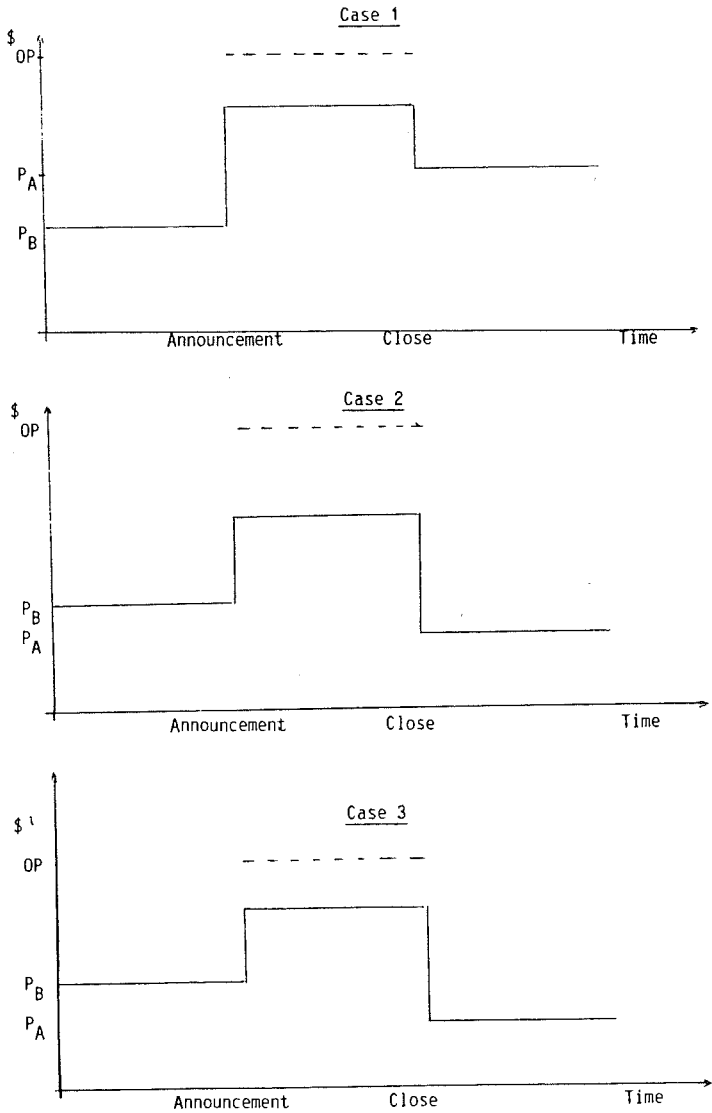 Case 1
$
OP
P_A
P_B
Announcement Close Time
Case 2
$
OP
P_B
P_A
Announcement Close Time
Case 3
$
OP
P_B
P_A
Announcement Close Time